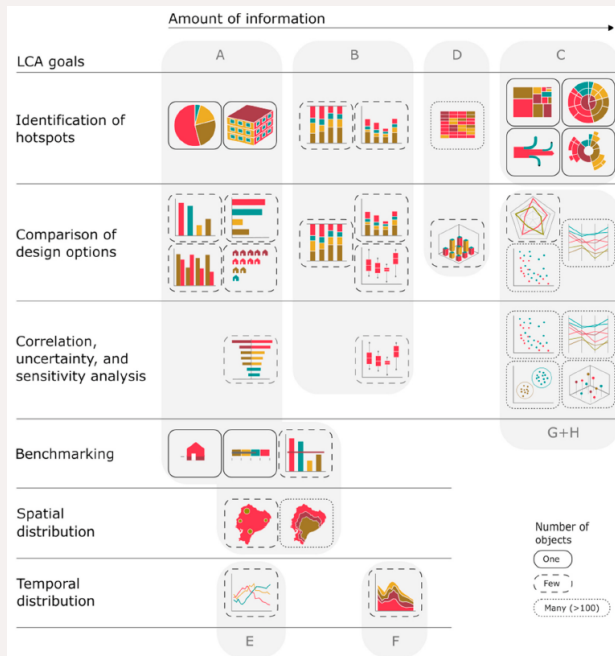 Amount of information
A
B
D
C
LCA goals
Identification of
hotspots
Comparison of
design options
Correlation,
uncertainty, and
sensitivity analysis
G+H
Benchmarking
Spatial
distribution
Number of
objects
One
Few
Many (>100)
Temporal
distribution
E
F